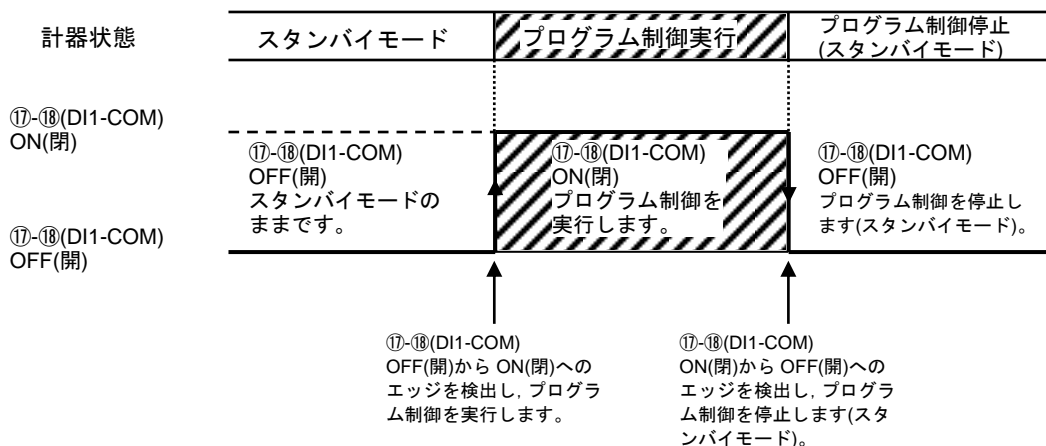 計器状態
スタンバイモード
プログラム制御実行
プログラム制御停止
(スタンバイモード)
⑰-⑱(DI1-COM)
ON(閉)
⑰-⑱(DI1-COM)
OFF(開)
⑰-⑱(DI1-COM)
OFF(開)
スタンバイモードの
ままです。
⑰-⑱(DI1-COM)
ON(閉)
プログラム制御を
実行します。
⑰-⑱(DI1-COM)
OFF(開)
プログラム制御を停止し
ます(スタンバイモード)。
⑰-⑱(DI1-COM)
OFF(開)から ON(閉)への
エッジを検出し, プログラ
ム制御を実行します。
⑰-⑱(DI1-COM)
ON(閉)から OFF(開)への
エッジを検出し, プログラ
ム制御を停止します(スタ
ンバイモード)。